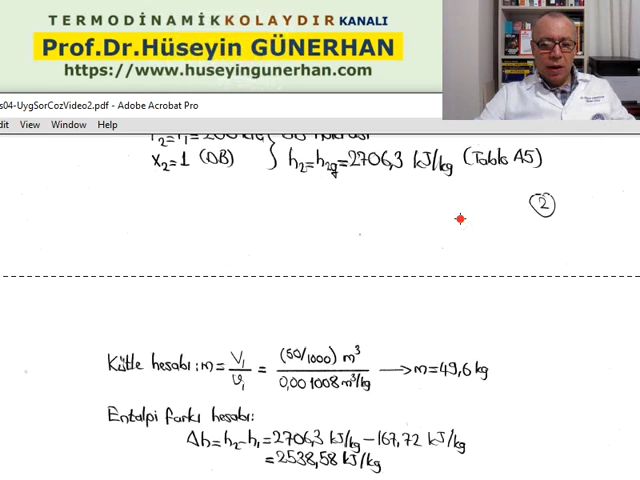 TERMODİNAMİKKOLAYDIR KANALI
Prof.Dr.Hüseyin GÜNERHAN
https://www.huseyingunerhan.com
s04-UygSorCozVideo2.pdf - Adobe Acrobat Pro
dit View Window Help
x₂=1 (DB) } h₂=h₂g=2706,3 kJ/kg (Tablo A5)
2
Kütle hesabı: m = V₁/v₁ = (50/1000) m³ / 0,001008 m³/kg → m=49,6 kg
Entalpi farkı hesabı:
Δh=h₂-h₁=2706,3 kJ/kg-167,72 kJ/kg
=2538,58 kJ/kg